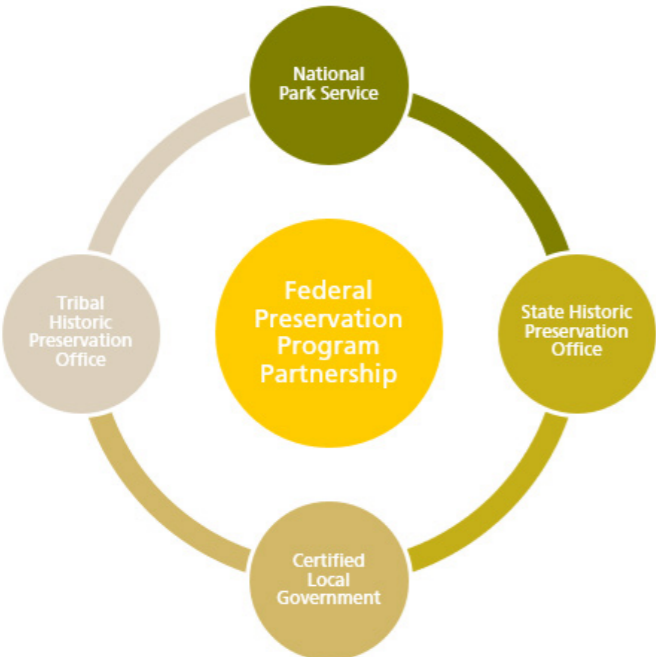 National
Park Service
Federal
Preservation
Program
Partnership
Tribal
Historic
Preservation
Office
State Historic
Preservation
Office
Certified
Local
Government